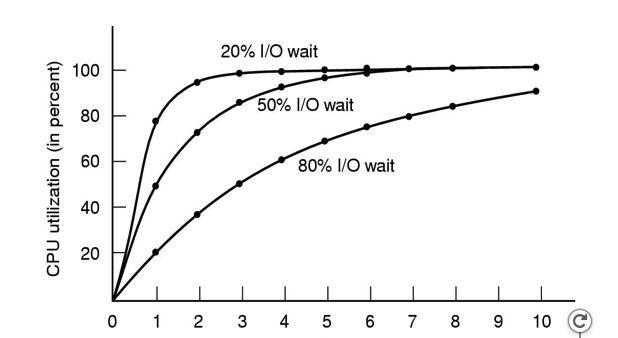 20% I/O wait
100
50% I/O wait
80
80% I/O wait
60
40
20
CPU utilization (in percent)
0 1 2 3 4 5 6 7 8 9 10